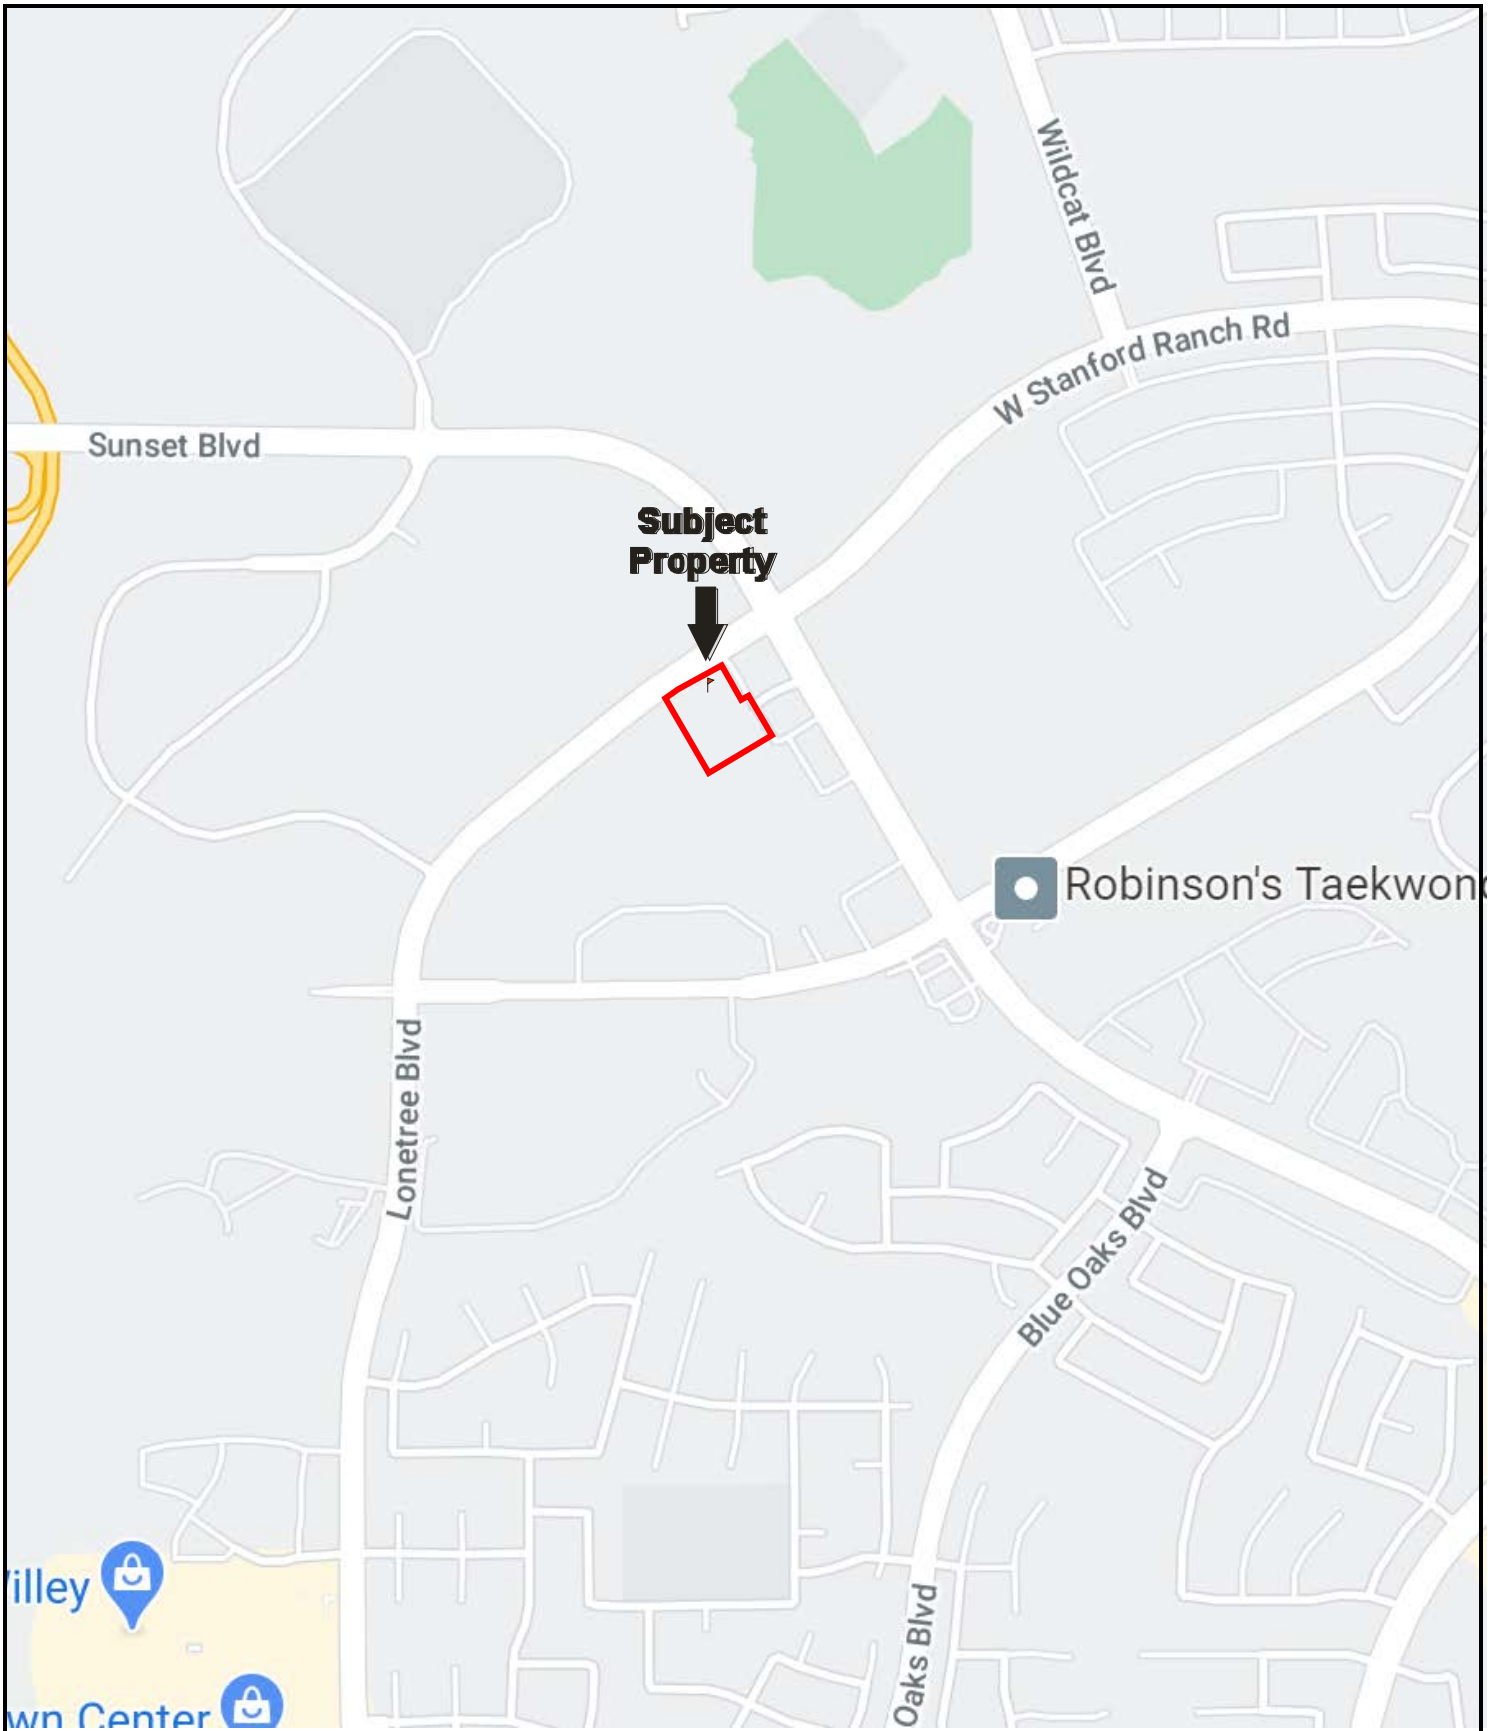 Wildcat Blvd
W Stanford Ranch Rd
Sunset Blvd
Subject
Property
Robinson's Taekwon
Lonetree Blvd
Blue Oaks Blvd
illey
Oaks Blvd
wn Center